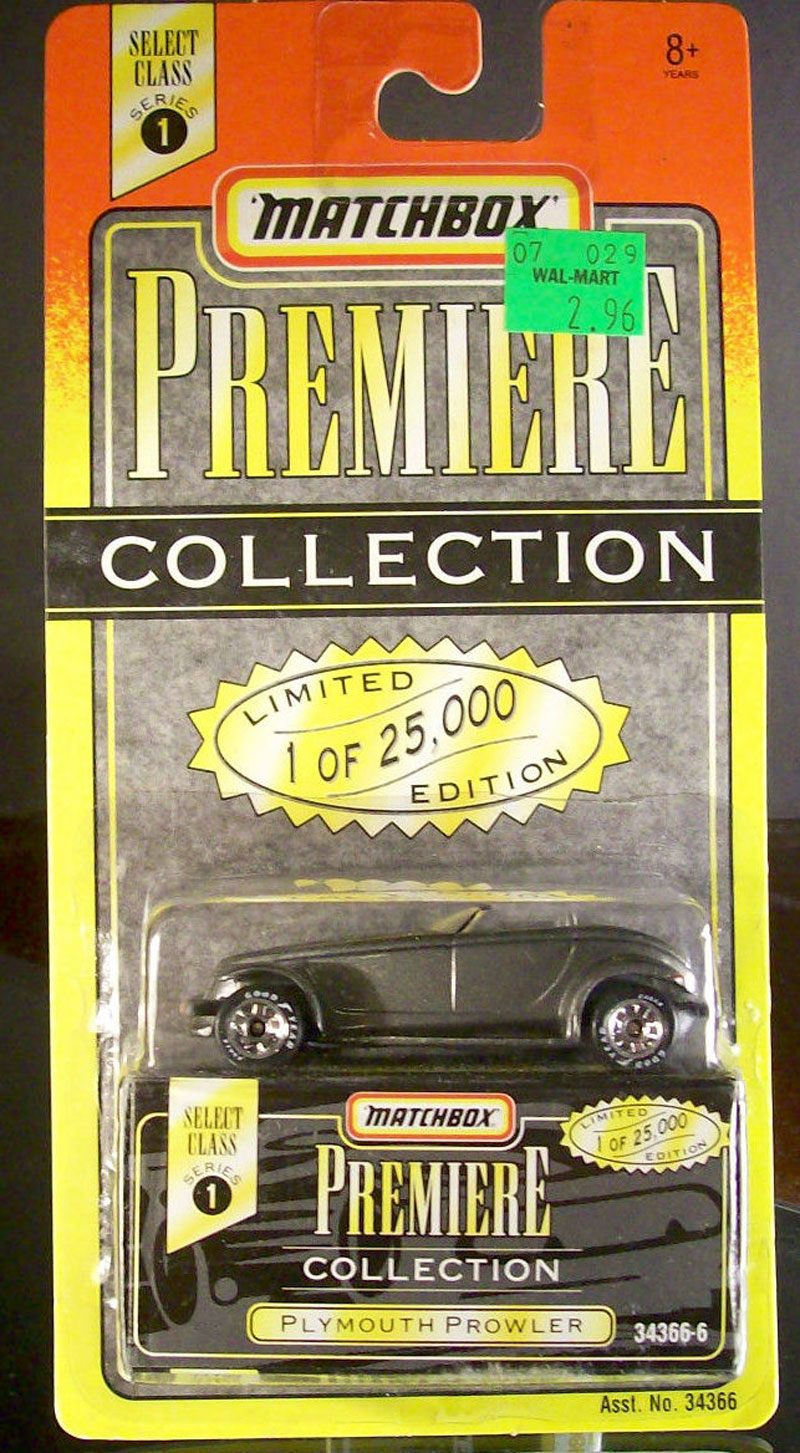 SELECT
CLASS
SERIES
1
8+
YEARS
MATCHBOX
07 029
WAL-MART
2.96
PREMIERE
COLLECTION
LIMITED
1 OF 25,000
EDITION
GOOD
SELECT
CLASS
SERIES
1
MATCHBOX
LIMITED
1 OF 25,000
EDITION
PREMIERE
COLLECTION
PLYMOUTH PROWLER
34366-6
Asst. No. 34366